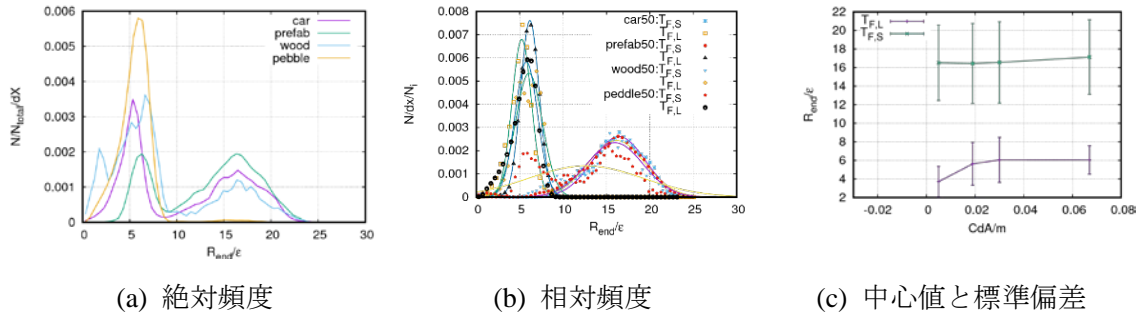 0.006
0.005
0.004
0.003
0.002
0.001
0
N/N_total/dX
car
prefab
wood
pebble
0 5 10 15 20 25 30
R_end/ε
0.008
0.007
0.006
0.005
0.004
0.003
0.002
0.001
0.000
N/dx/N_i
car50:T_F,S
T_F,L
prefab50:T_F,S
T_F,L
wood50:T_F,S
T_F,L
peddle50:T_F,S
T_F,L
0 5 10 15 20 25 30
R_end/ε
22
20
18
16
14
12
10
8
6
4
2
R_end/ε
T_F,L
T_F,S
-0.02 0 0.02 0.04 0.06 0.08
CdA/m
(a) 絶対頻度
(b) 相対頻度
(c) 中心値と標準偏差